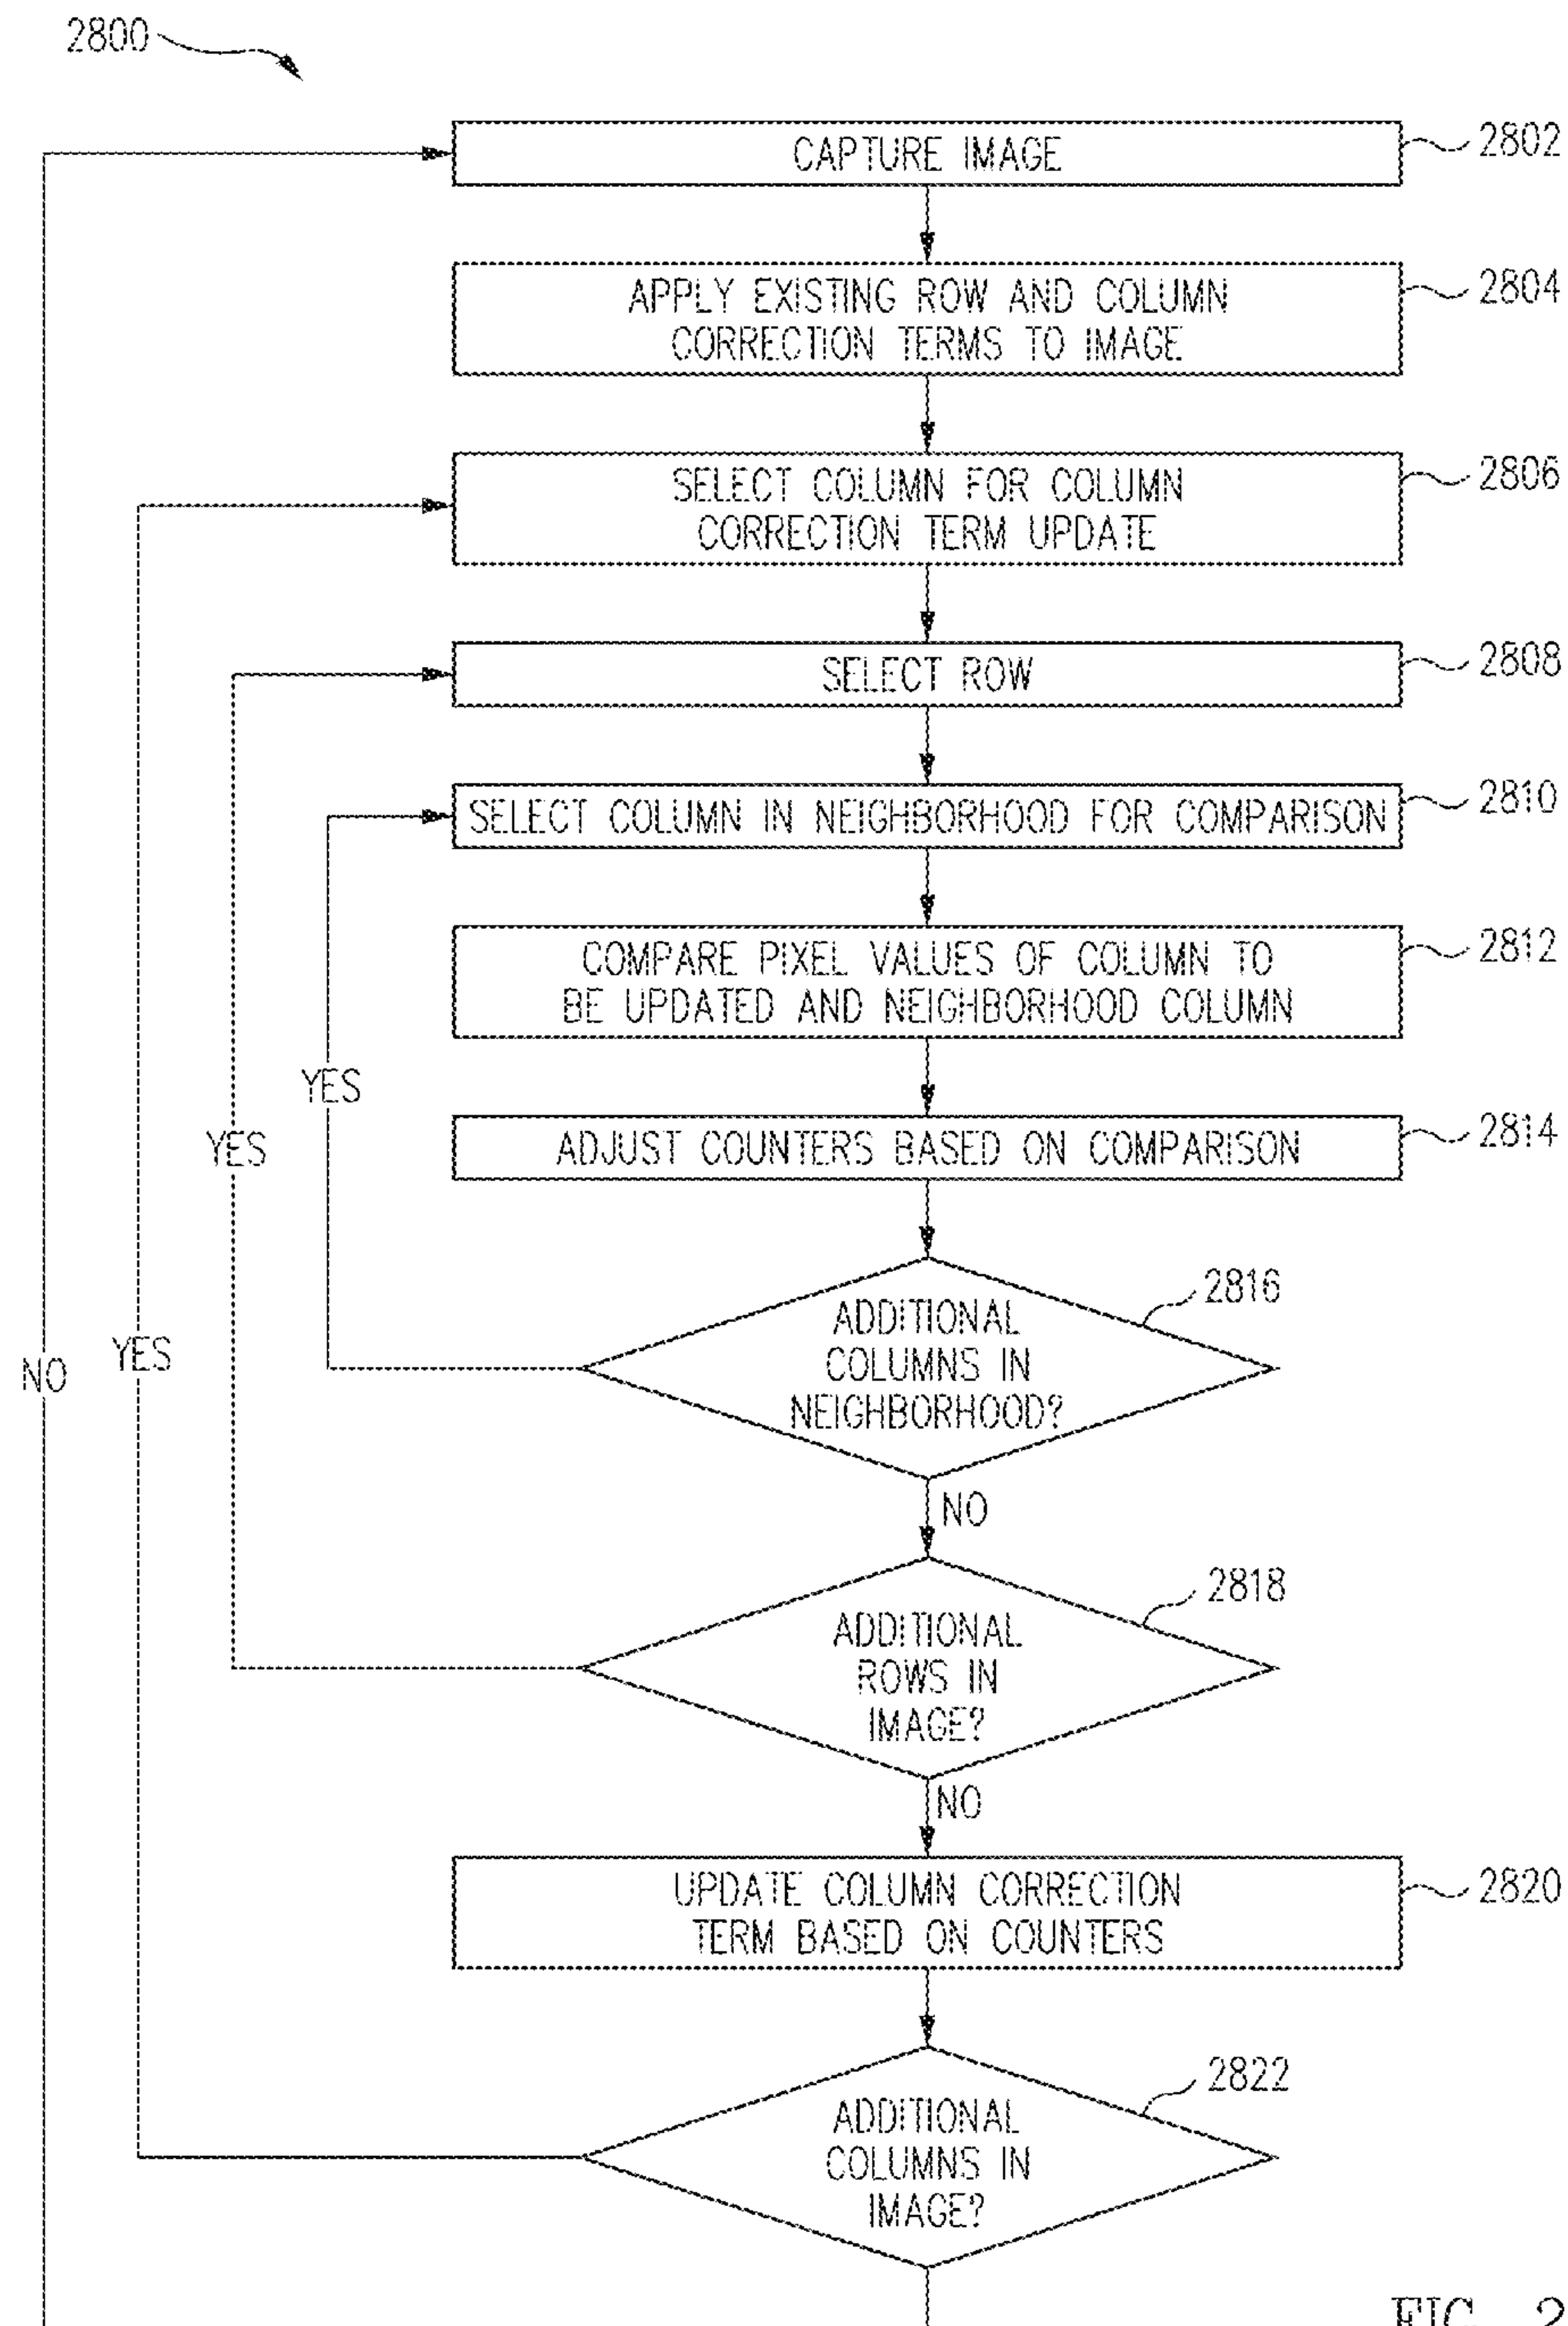 2800
CAPTURE IMAGE
2802
APPLY EXISTING ROW AND COLUMN
CORRECTION TERMS TO IMAGE
2804
SELECT COLUMN FOR COLUMN
CORRECTION TERM UPDATE
2806
SELECT ROW
2808
SELECT COLUMN IN NEIGHBORHOOD FOR COMPARISON
2810
COMPARE PIXEL VALUES OF COLUMN TO
BE UPDATED AND NEIGHBORHOOD COLUMN
2812
YES
YES
ADJUST COUNTERS BASED ON COMPARISON
2814
ADDITIONAL
COLUMNS IN
NEIGHBORHOOD?
2816
YES
NO
NO
ADDITIONAL
ROWS IN
IMAGE?
2818
NO
UPDATE COLUMN CORRECTION
TERM BASED ON COUNTERS
2820
ADDITIONAL
COLUMNS IN
IMAGE?
2822
FIG. 2